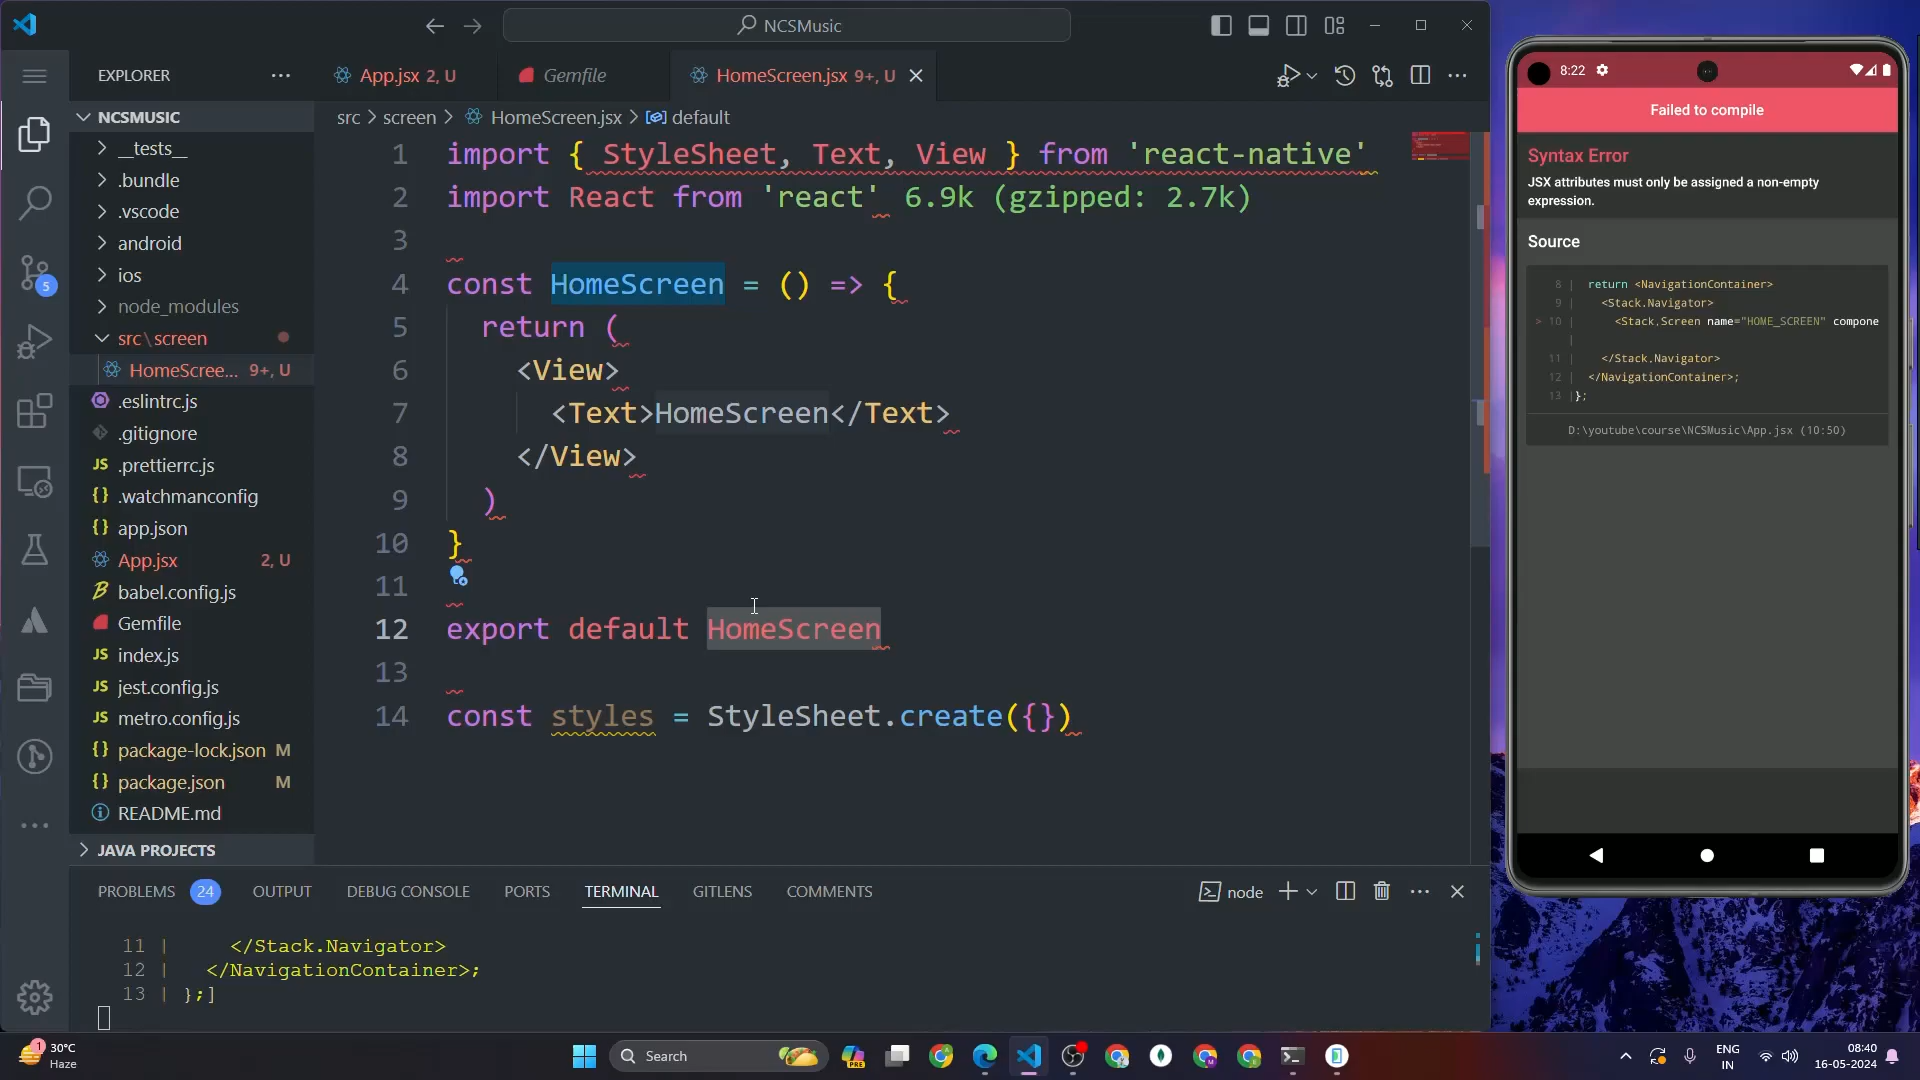 NCSMusic
EXPLORER
App.jsx 2, U
Gemfile
HomeScreen.jsx 9+, U
NCSMUSIC
src > screen > HomeScreen.jsx > default
__tests__
.bundle
.vscode
android
ios
node_modules
src\screen
HomeScree... 9+, U
.eslintrc.js
.gitignore
JS .prettierrc.js
{} .watchmanconfig
{} app.json
App.jsx 2, U
babel.config.js
Gemfile
JS index.js
JS jest.config.js
JS metro.config.js
{} package-lock.json M
{} package.json M
README.md
JAVA PROJECTS
5
1 import { StyleSheet, Text, View } from 'react-native'
2 import React from 'react' 6.9k (gzipped: 2.7k)
3
4 const HomeScreen = () => {
5 return (
6 <View>
7 <Text>HomeScreen</Text>
8 </View>
9 )
10 }
11
12 export default HomeScreen
13
14 const styles = StyleSheet.create({})
PROBLEMS 24 OUTPUT DEBUG CONSOLE PORTS TERMINAL GITLENS COMMENTS
node
11 | </Stack.Navigator>
12 | </NavigationContainer>;
13 | };]
8:22
Failed to compile
Syntax Error
JSX attributes must only be assigned a non-empty
expression.
Source
8 | return <NavigationContainer>
9 | <Stack.Navigator>
> 10 | <Stack.Screen name="HOME_SCREEN" compone
|
11 | </Stack.Navigator>
12 | </NavigationContainer>;
13 |};
D:\youtube\course\NCSMusic\App.jsx (10:50)
1
30°C
Haze
Search
PRE
ENG
IN
08:40
16-05-2024